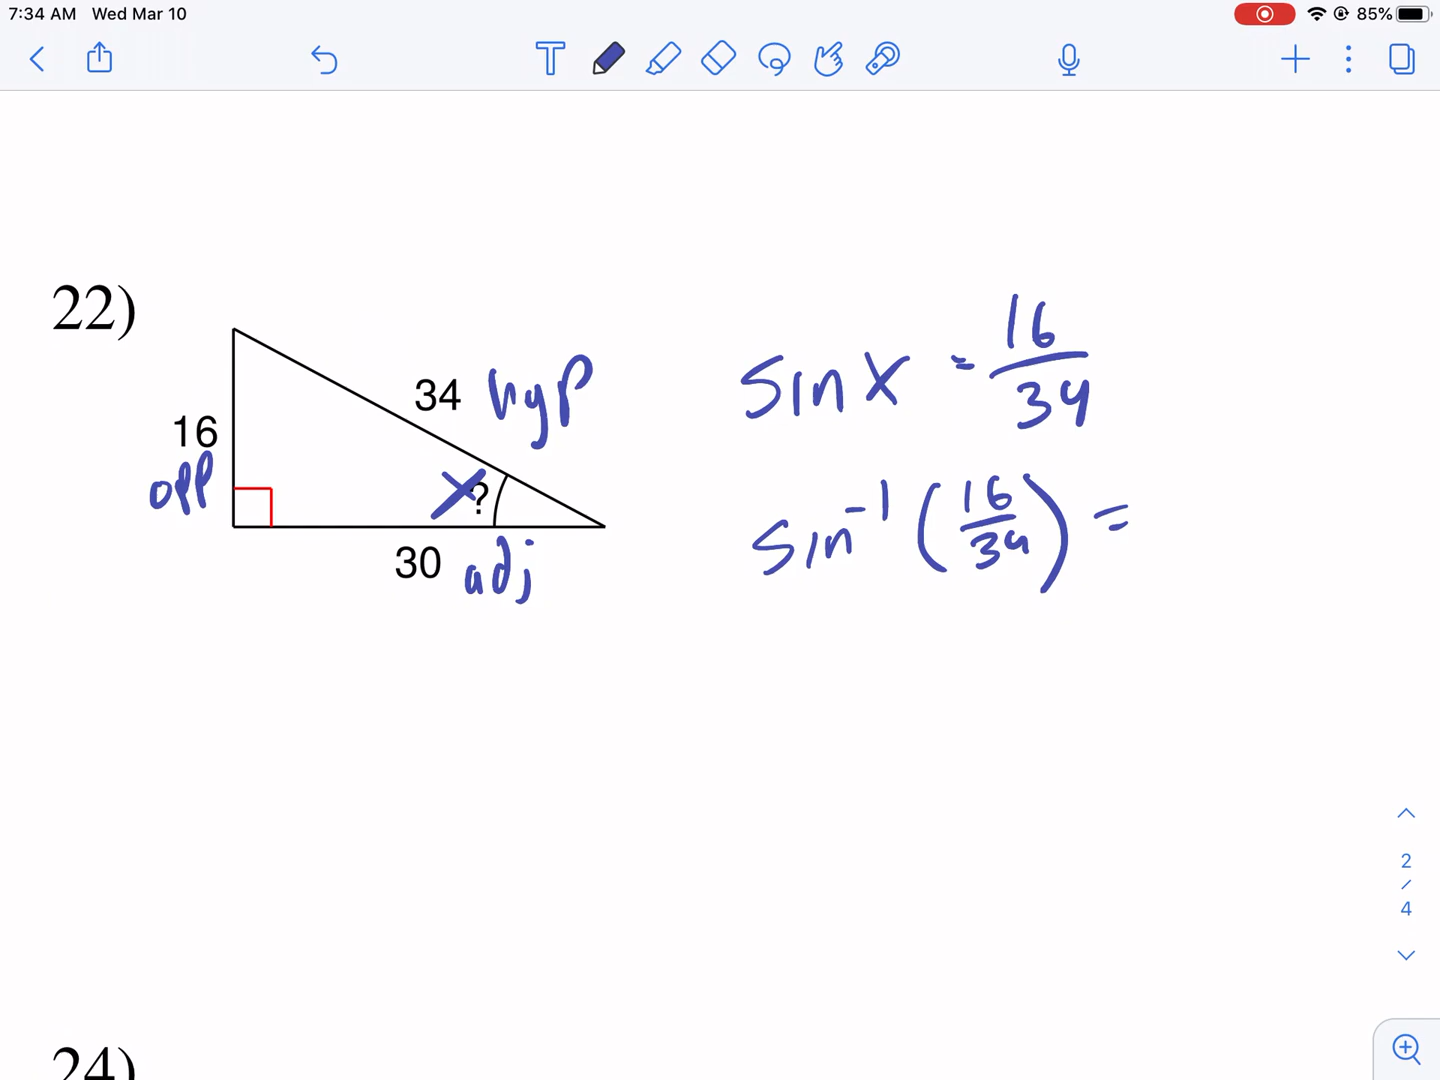 7:34 AM Wed Mar 10
85%
T
22)
16
opp
34 hyp
X ?
30 adj
sin X = 16/34
sin⁻¹ (16/34) =
2
/
4
24)